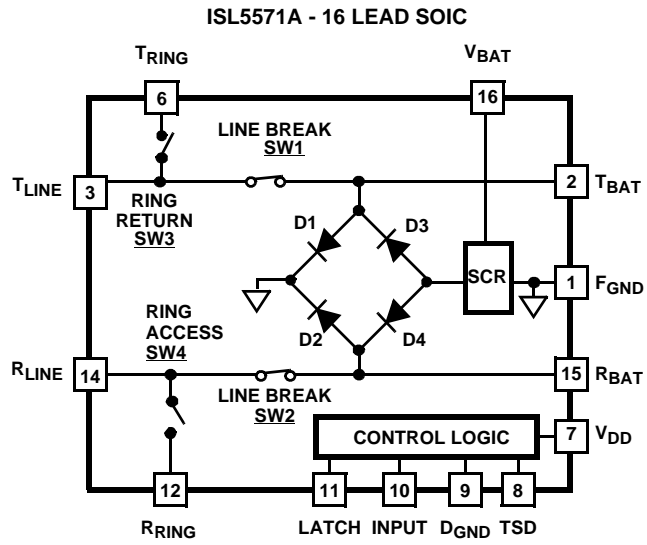 ISL5571A - 16 LEAD SOIC
TRING
VBAT
6
16
LINE BREAK
SW1
TLINE
3
2
TBAT
RING
RETURN
SW3
D1
D3
SCR
1
FGND
RING
ACCESS
SW4
D2
D4
RLINE
14
15
RBAT
LINE BREAK
SW2
CONTROL LOGIC
7
VDD
12
11
10
9
8
RRING
LATCH
INPUT
DGND
TSD